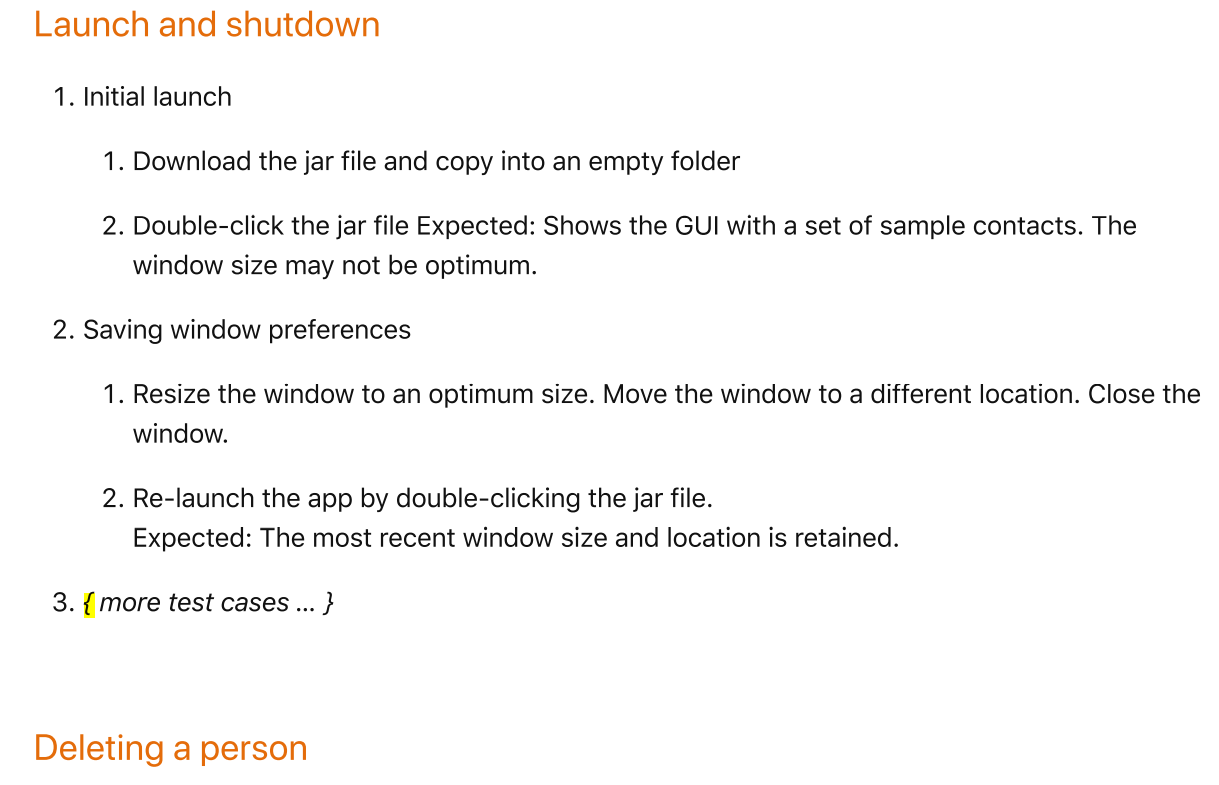 Launch and shutdown
1. Initial launch
1. Download the jar file and copy into an empty folder
2. Double-click the jar file Expected: Shows the GUI with a set of sample contacts. The
window size may not be optimum.
2. Saving window preferences
1. Resize the window to an optimum size. Move the window to a different location. Close the
window.
2. Re-launch the app by double-clicking the jar file.
Expected: The most recent window size and location is retained.
3. { more test cases … }
Deleting a person